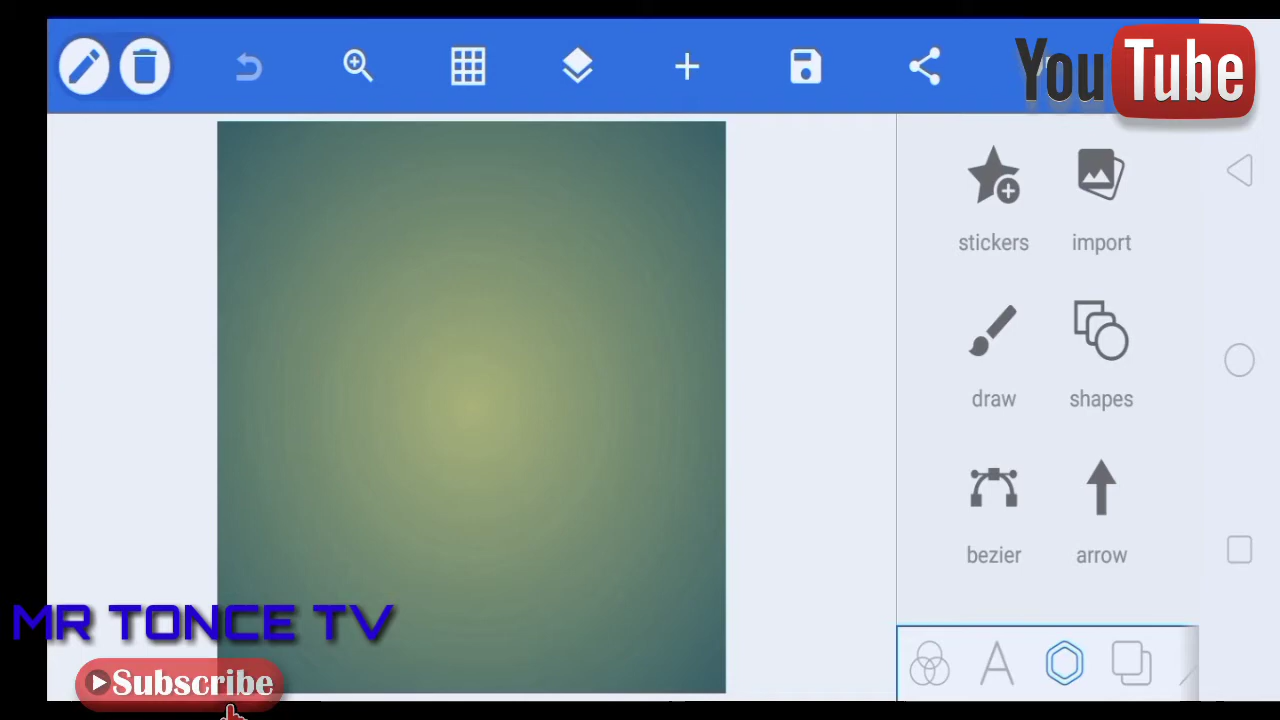 YouTube
stickers import
draw shapes
bezier arrow
MR TONCE TV
Subscribe